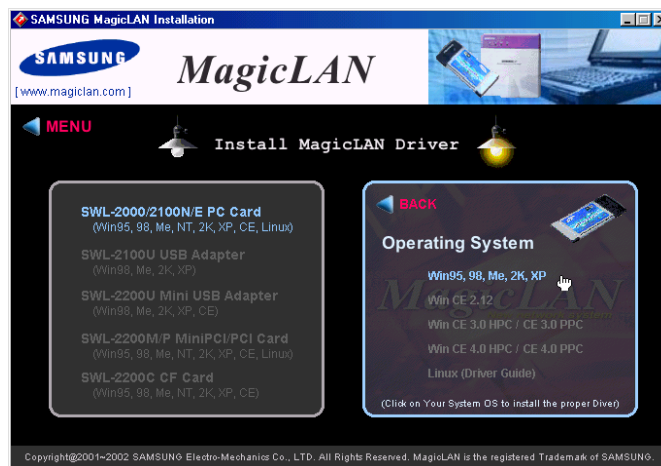 SAMSUNG MagicLAN Installation
SAMSUNG
MagicLAN
[ www.magiclan.com ]
MENU
Install MagicLAN Driver
SWL-2000/2100N/E PC Card
(Win95, 98, Me, NT, 2K, XP, CE, Linux)
SWL-2100U USB Adapter
(Win98, Me, 2K, XP)
SWL-2200U Mini USB Adapter
(Win98, Me, 2K, XP, CE)
SWL-2200M/P MiniPCI/PCI Card
(Win95, 98, Me, NT, 2K, XP, CE, Linux)
SWL-2200C CF Card
(Win95, 98, Me, NT, 2K, XP, CE)
BACK
Operating System
Win95, 98, Me, 2K, XP
MagicLAN
Win CE 2.12
Win CE 3.0 HPC / CE 3.0 PPC
Win CE 4.0 HPC / CE 4.0 PPC
Linux (Driver Guide)
(Click on Your System OS to install the proper Diver)
Copyright@2001~2002 SAMSUNG Electro-Mechanics Co., LTD. All Rights Reserved. MagicLAN is the registered Trademark of SAMSUNG.